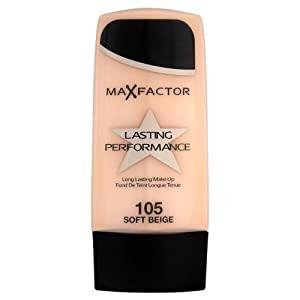 MAXFACTOR
LASTING
PERFORMANCE
Long Lasting Make-Up
Fond De Teint Longue Tenue
105
SOFT BEIGE